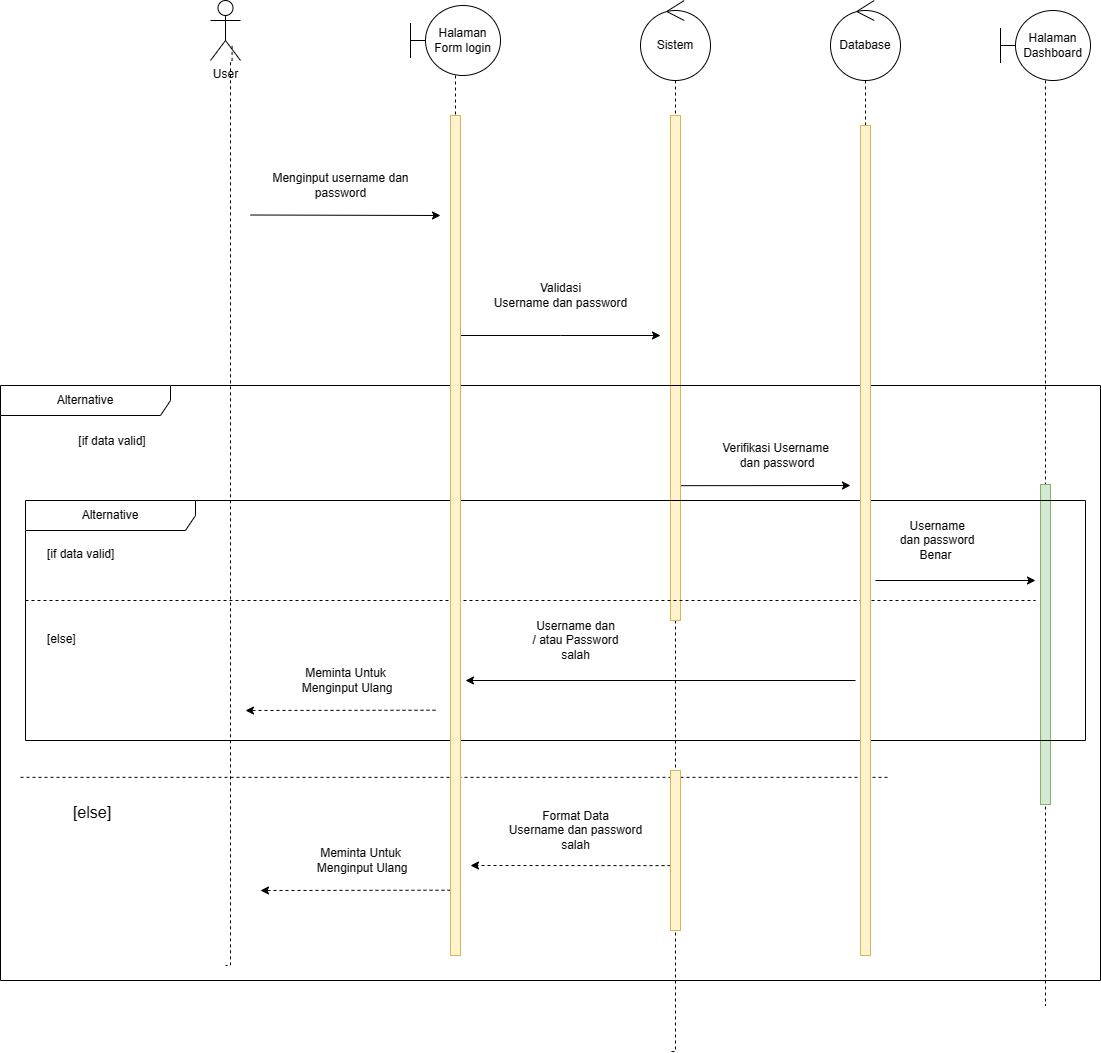 User
Halaman
Form login
Sistem
Database
Halaman
Dashboard
Menginput username dan
password
Validasi
Username dan password
Alternative
[if data valid]
Verifikasi Username
dan password
Alternative
[if data valid]
Username
dan password
Benar
[else]
Username dan
/ atau Password
salah
Meminta Untuk
Menginput Ulang
[else]
Format Data
Username dan password
salah
Meminta Untuk
Menginput Ulang